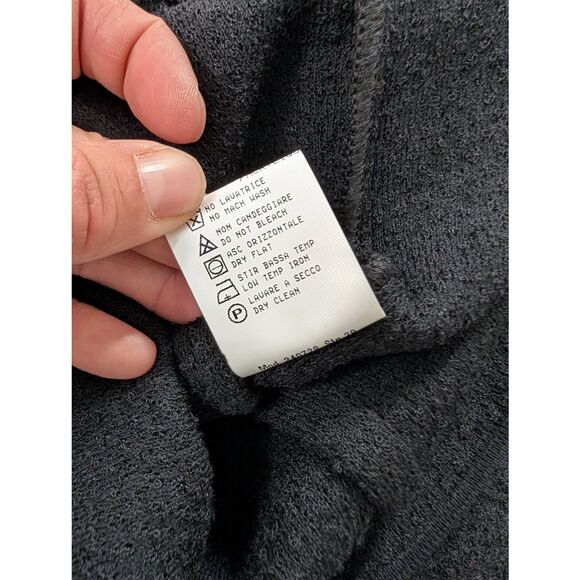 NO LAVATRICE
NO MACH WASH
NON CANDEGGIARE
DO NOT BLEACH
ASC ORIZZONTALE
DRY FLAT
STIR BASSA TEMP
LOW TEMP IRON
LAVARE A SECCO
P
DRY CLEAN